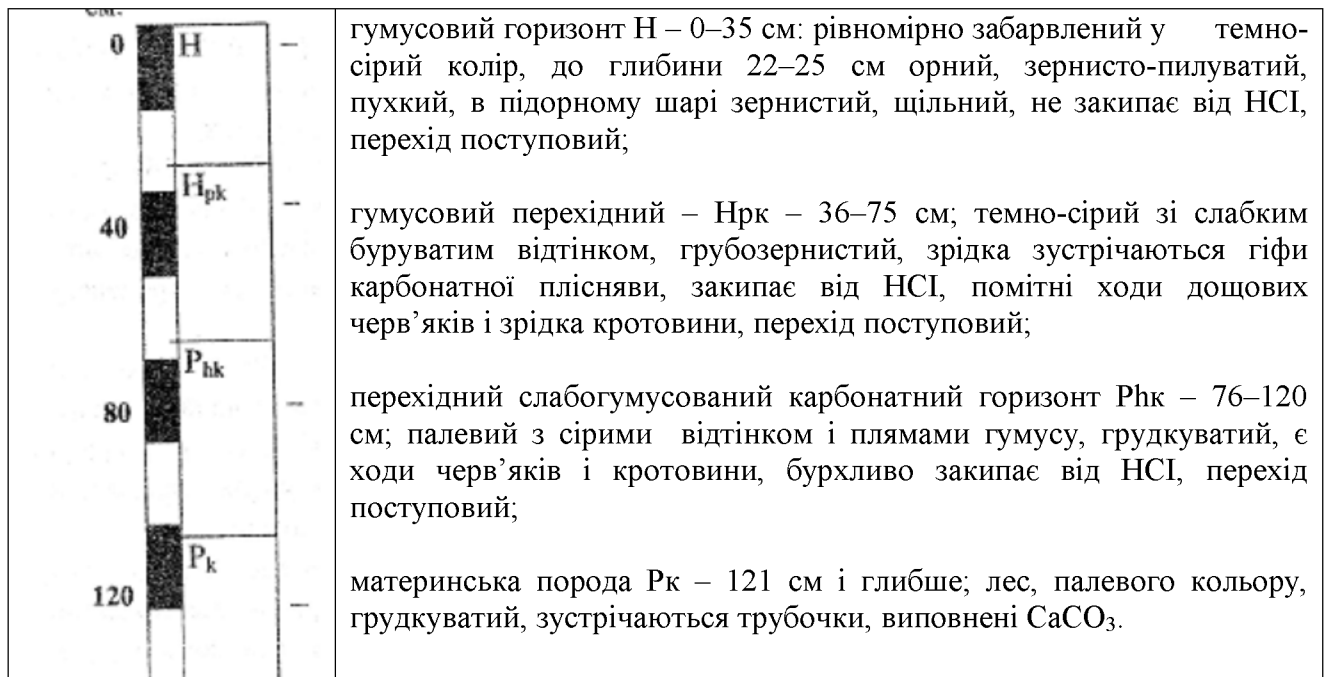 см.
0
H
Hpk
40
Phk
80
Pk
120
гумусовий горизонт Н – 0–35 см: рівномірно забарвлений у темно-
сірий колір, до глибини 22–25 см орний, зернисто-пилуватий,
пухкий, в підорному шарі зернистий, щільний, не закипає від НСІ,
перехід поступовий;
гумусовий перехідний – Нрк – 36–75 см; темно-сірий зі слабким
буруватим відтінком, грубозернистий, зрідка зустрічаються гіфи
карбонатної плісняви, закипає від НСІ, помітні ходи дощових
черв’яків і зрідка кротовини, перехід поступовий;
перехідний слабогумусований карбонатний горизонт Phк – 76–120
см; палевий з сірими відтінком і плямами гумусу, грудкуватий, є
ходи черв’яків і кротовини, бурхливо закипає від НСІ, перехід
поступовий;
материнська порода Рк – 121 см і глибше; лес, палевого кольору,
грудкуватий, зустрічаються трубочки, виповнені CaCO₃.